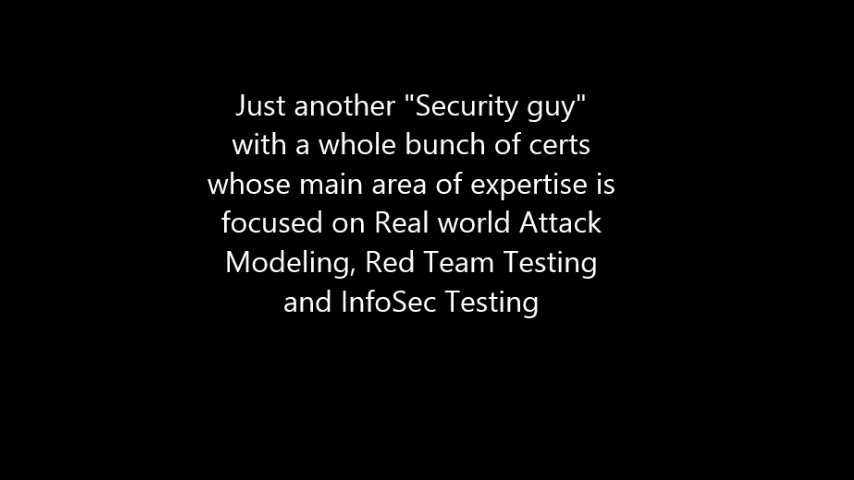 Just another "Security guy"
with a whole bunch of certs
whose main area of expertise is
focused on Real world Attack
Modeling, Red Team Testing
and InfoSec Testing